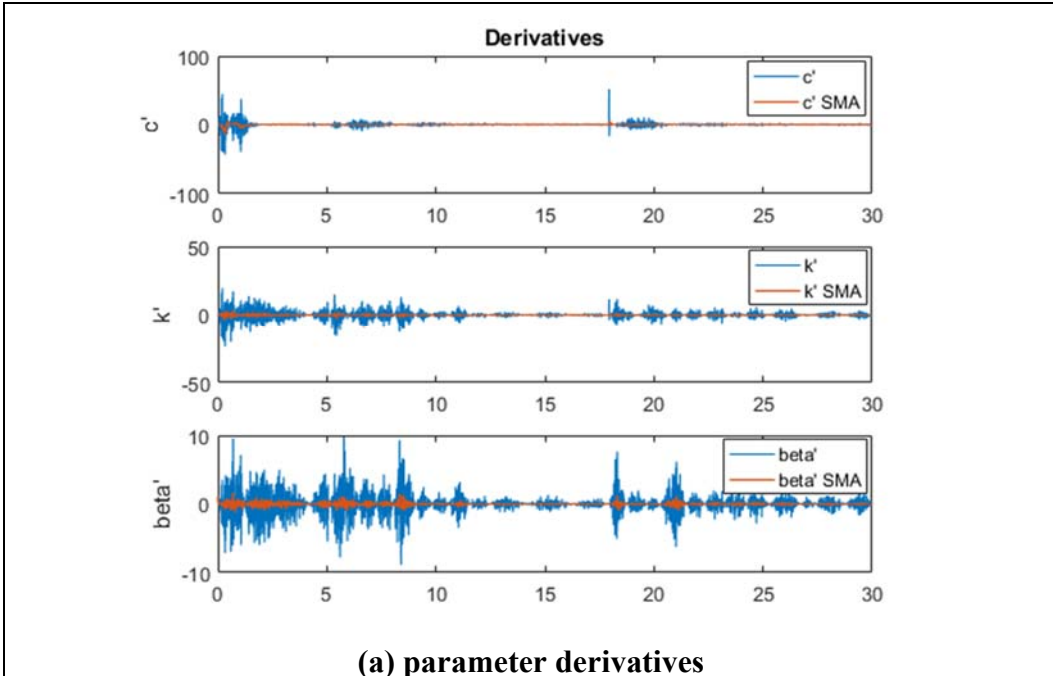 Derivatives
100
0
-100
c'
c'
c' SMA
0 5 10 15 20 25 30
50
0
-50
k'
k'
k' SMA
0 5 10 15 20 25 30
10
0
-10
beta'
beta'
beta' SMA
0 5 10 15 20 25 30
(a) parameter derivatives